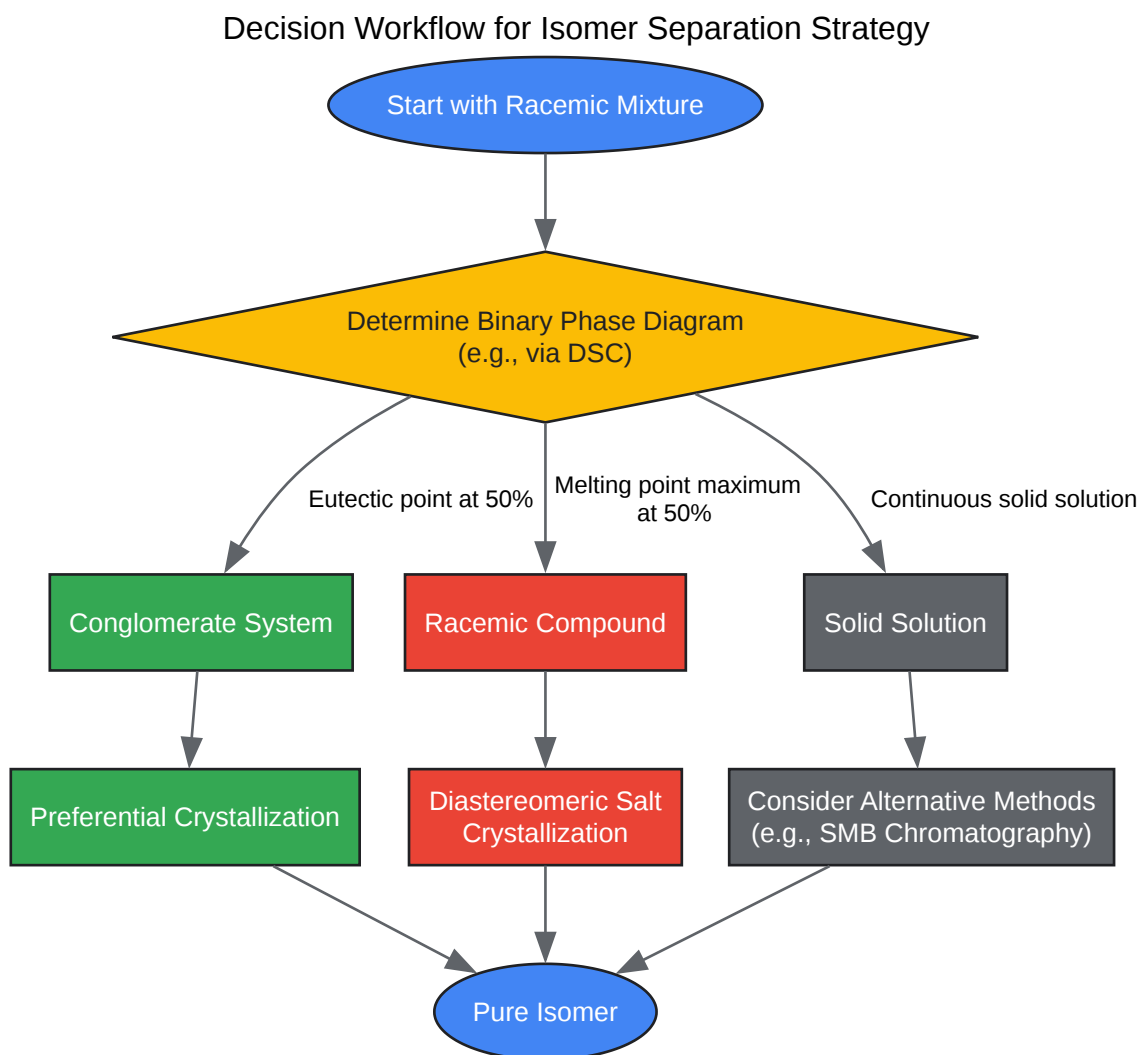 Decision Workflow for Isomer Separation Strategy
Start with Racemic Mixture
Determine Binary Phase Diagram
(e.g., via DSC)
Eutectic point at 50%
Melting point maximum
at 50%
Continuous solid solution
Conglomerate System
Racemic Compound
Solid Solution
Preferential Crystallization
Diastereomeric Salt
Crystallization
Consider Alternative Methods
(e.g., SMB Chromatography)
Pure Isomer